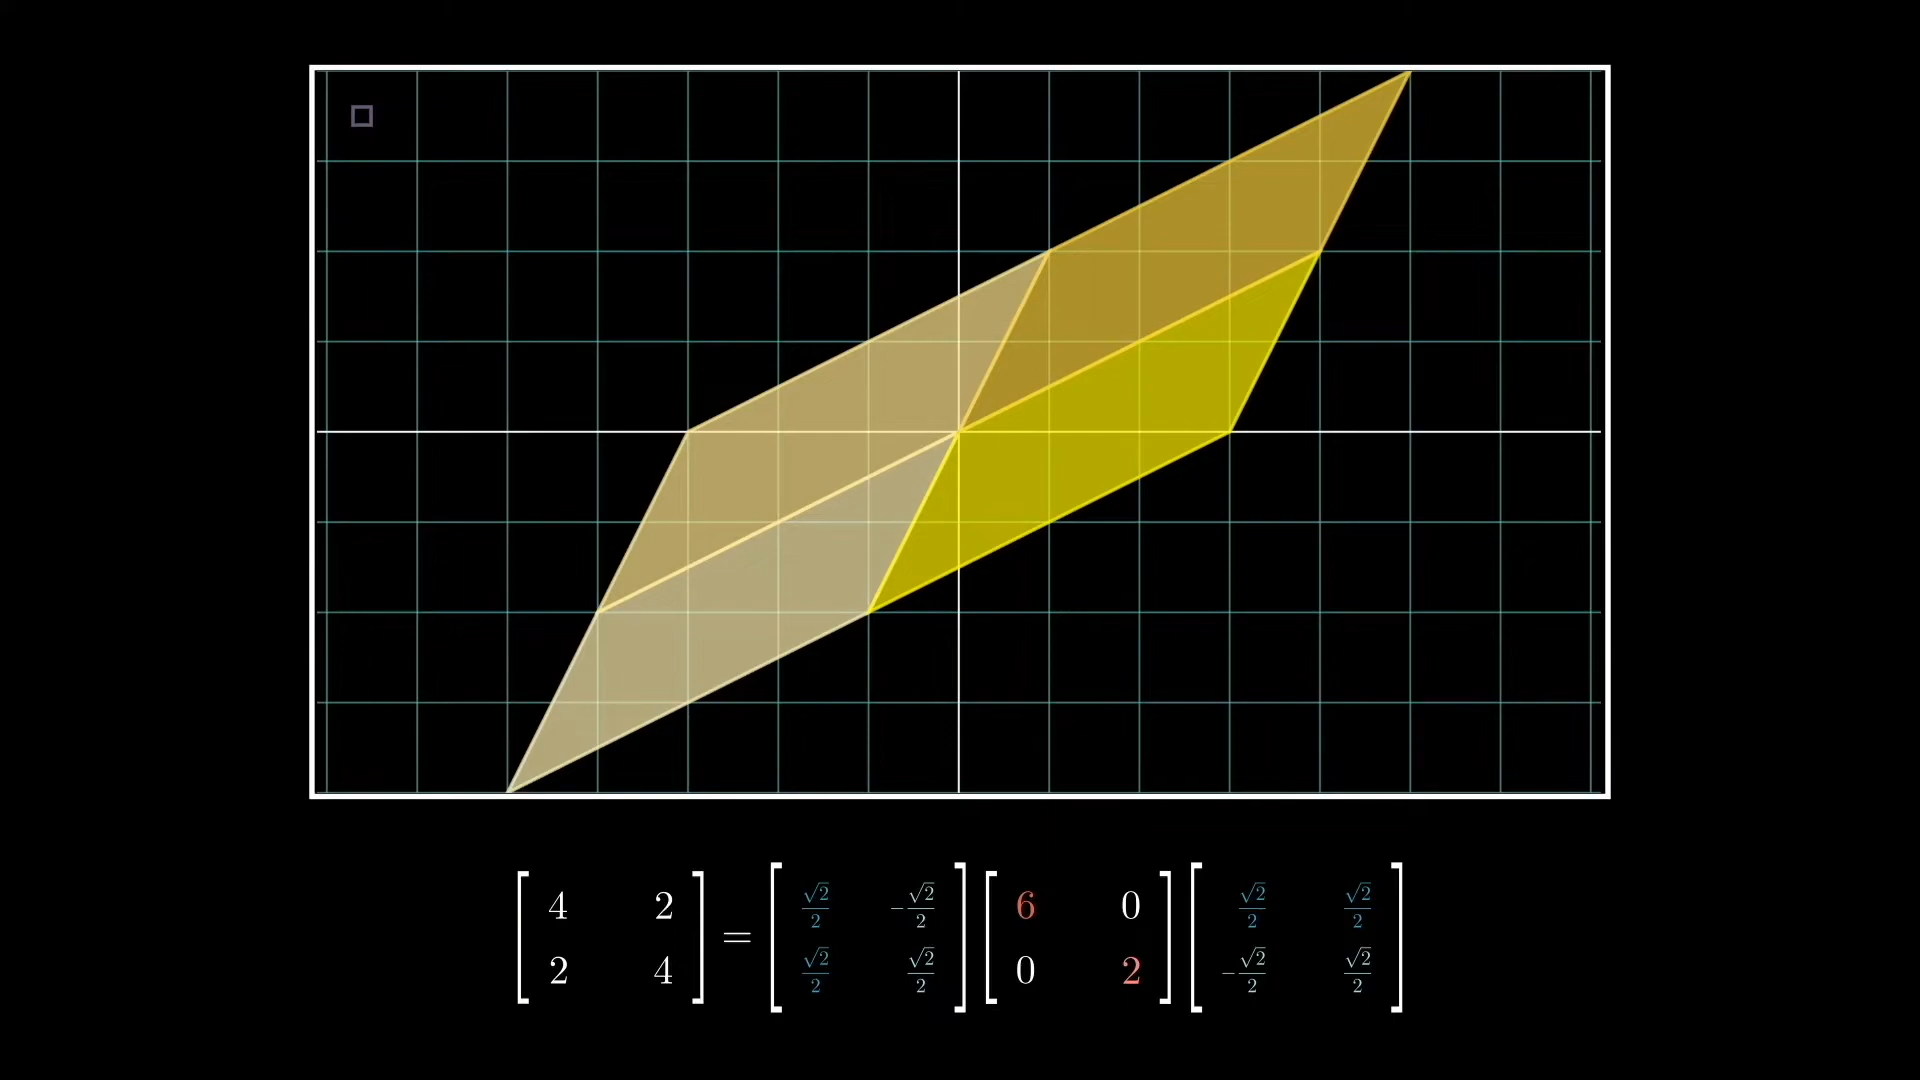 [ 4 2 ; 2 4 ] = [ √2/2 -√2/2 ; √2/2 √2/2 ] [ 6 0 ; 0 2 ] [ √2/2 √2/2 ; -√2/2 √2/2 ]